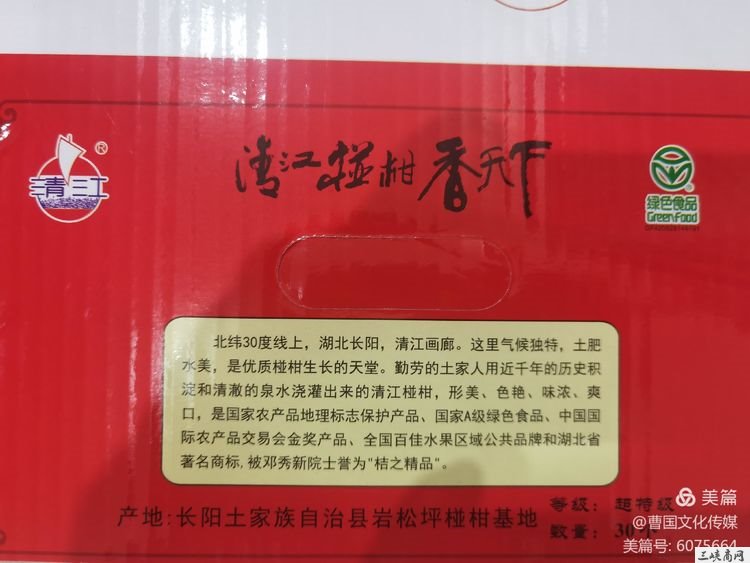 清江
®
清江椪柑 香天下
绿色食品
GreenFood
北纬30度线上，湖北长阳，清江画廊。这里气候独特，土肥
水美，是优质椪柑生长的天堂。勤劳的土家人用近千年的历史积
淀和清澈的泉水浇灌出来的清江椪柑，形美、色艳、味浓、爽
口，是国家农产品地理标志保护产品、国家A级绿色食品、中国国
际农产品交易会金奖产品、全国百佳水果区域公共品牌和湖北省
著名商标，被邓秀新院士誉为"桔之精品"。
产地：长阳土家族自治县岩松坪椪柑基地
等级：超特级
数量：30个
美篇
@曹国文化传媒
美篇号: 6075664
三峡商网